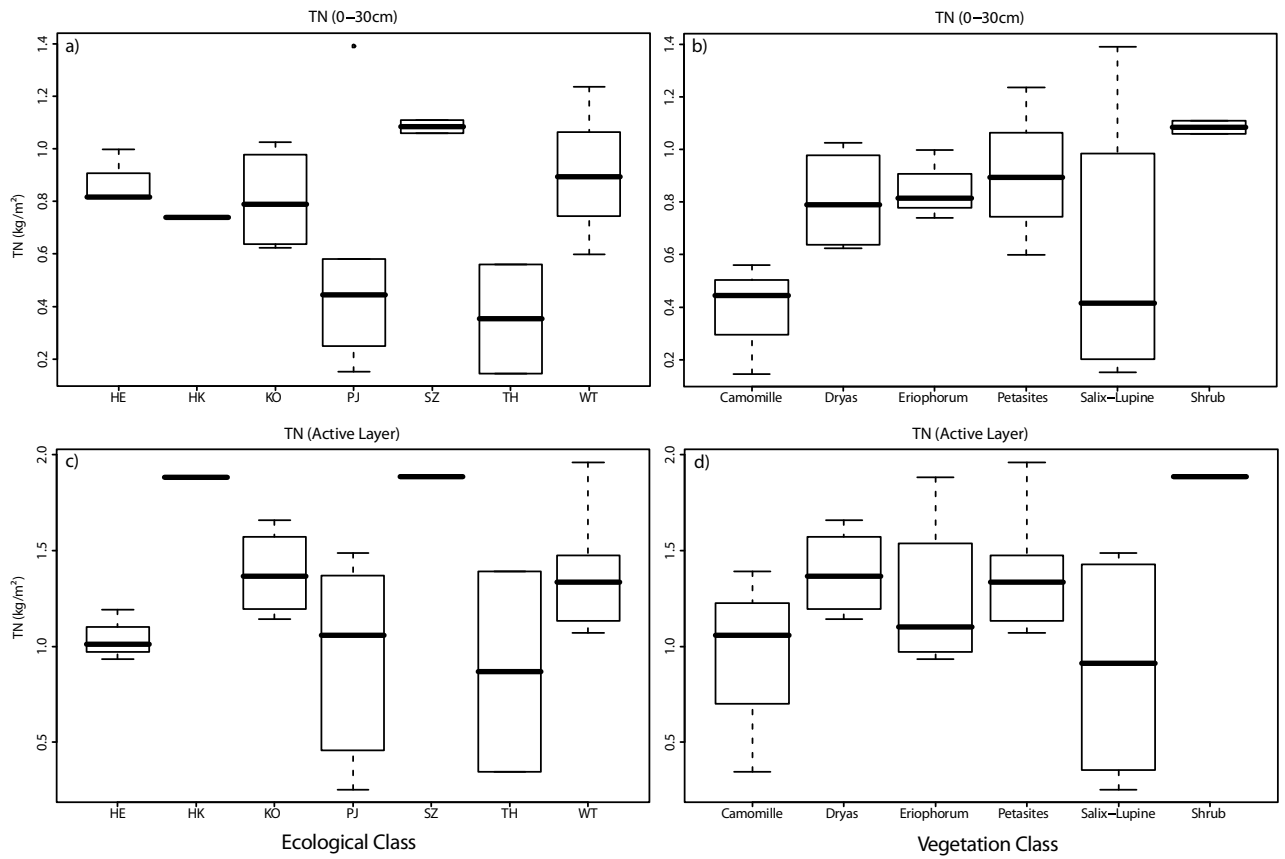 TN (0−30cm)
a)
TN (kg/m²)
1.4
1.2
1.0
0.8
0.6
0.4
0.2
HE HK KO PJ SZ TH WT
TN (0−30cm)
b)
1.4
1.2
1.0
0.8
0.6
0.4
0.2
Camomille Dryas Eriophorum Petasites Salix−Lupine Shrub
TN (Active Layer)
c)
TN (kg/m²)
2.0
1.5
1.0
0.5
HE HK KO PJ SZ TH WT
Ecological Class
TN (Active Layer)
d)
2.0
1.5
1.0
0.5
Camomille Dryas Eriophorum Petasites Salix−Lupine Shrub
Vegetation Class